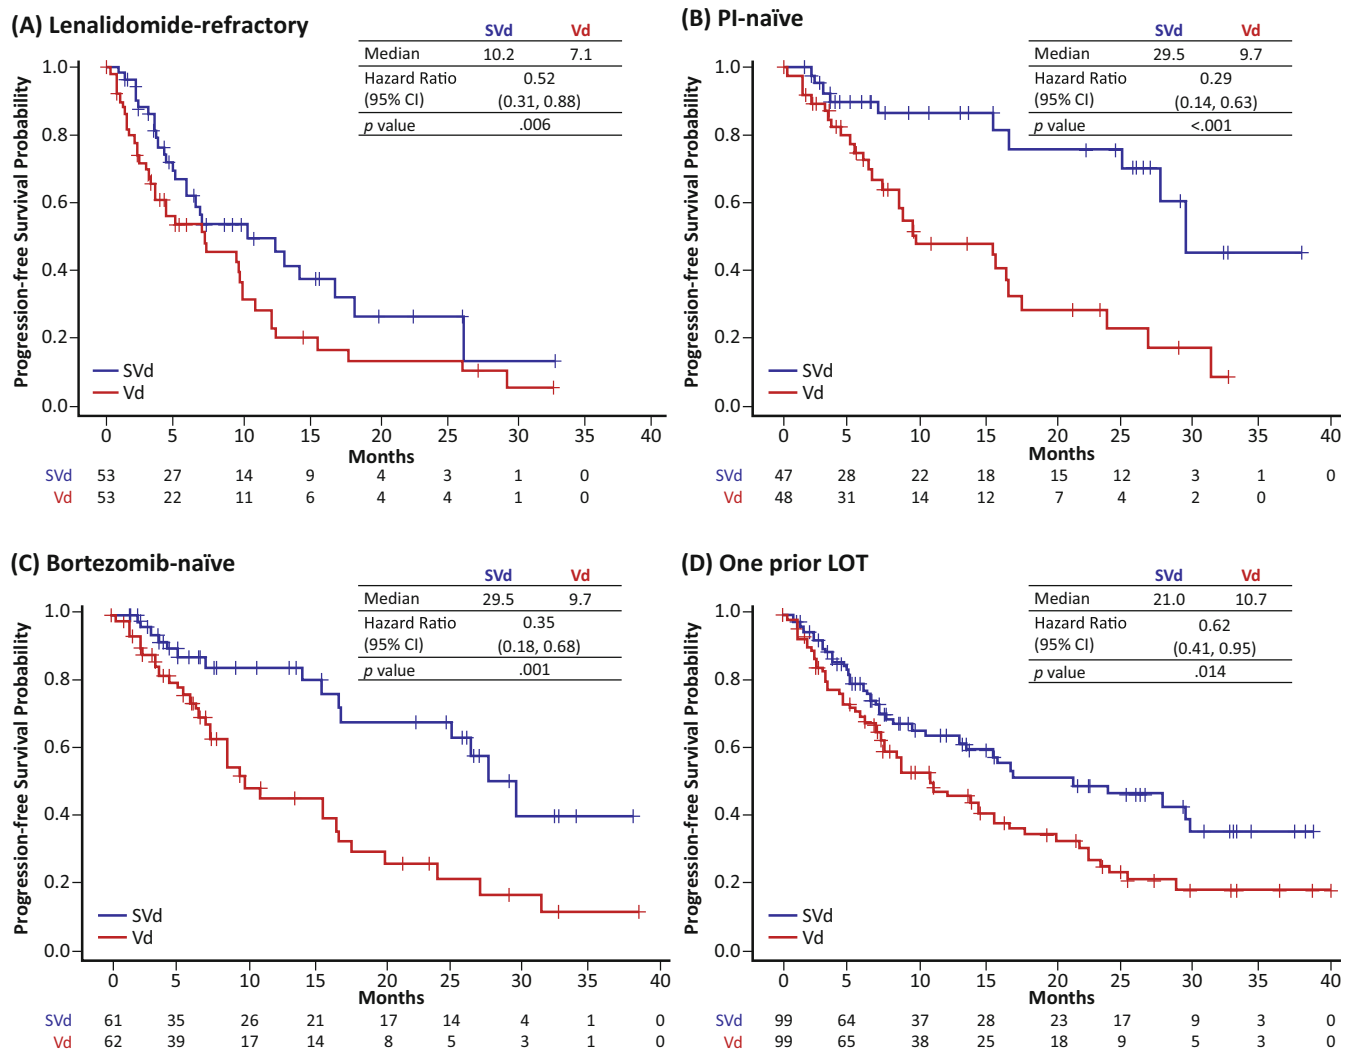 (A) Lenalidomide-refractory
SVd Vd
Median 10.2 7.1
Hazard Ratio 0.52
(95% CI) (0.31, 0.88)
p value .006
Progression-free Survival Probability
1.0
0.8
0.6
0.4
0.2
0.0
SVd
Vd
0 5 10 15 20 25 30 35 40
Months
SVd 53 27 14 9 4 3 1 0
Vd 53 22 11 6 4 4 1 0
(B) PI-naïve
SVd Vd
Median 29.5 9.7
Hazard Ratio 0.29
(95% CI) (0.14, 0.63)
p value <.001
Progression-free Survival Probability
1.0
0.8
0.6
0.4
0.2
0.0
SVd
Vd
0 5 10 15 20 25 30 35 40
Months
SVd 47 28 22 18 15 12 3 1 0
Vd 48 31 14 12 7 4 2 0
(C) Bortezomib-naïve
SVd Vd
Median 29.5 9.7
Hazard Ratio 0.35
(95% CI) (0.18, 0.68)
p value .001
Progression-free Survival Probability
1.0
0.8
0.6
0.4
0.2
0.0
SVd
Vd
0 5 10 15 20 25 30 35 40
Months
SVd 61 35 26 21 17 14 4 1 0
Vd 62 39 17 14 8 5 3 1 0
(D) One prior LOT
SVd Vd
Median 21.0 10.7
Hazard Ratio 0.62
(95% CI) (0.41, 0.95)
p value .014
Progression-free Survival Probability
1.0
0.8
0.6
0.4
0.2
0.0
SVd
Vd
0 5 10 15 20 25 30 35 40
Months
SVd 99 64 37 28 23 17 9 3 0
Vd 99 65 38 25 18 9 5 3 0